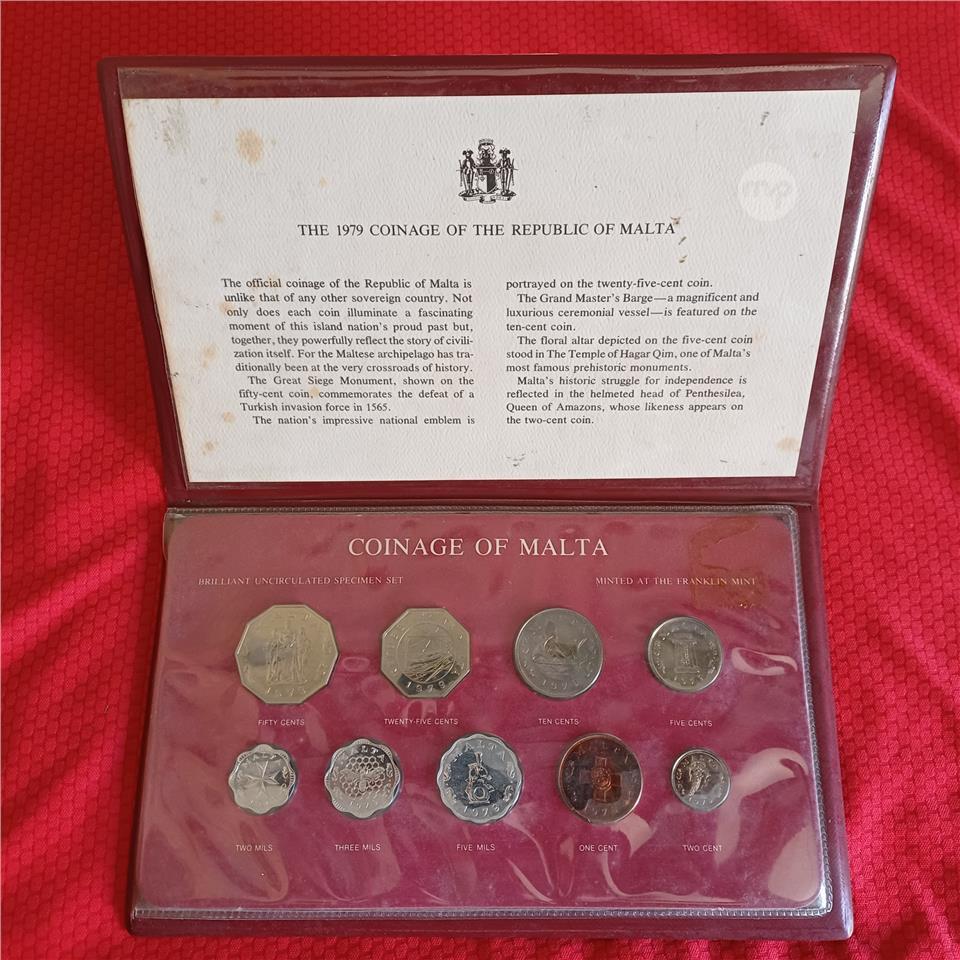 THE 1979 COINAGE OF THE REPUBLIC OF MALTA
The official coinage of the Republic of Malta is
unlike that of any other sovereign country. Not
only does each coin illuminate a fascinating
moment of this island nation's proud past but,
together, they powerfully reflect the story of civili-
zation itself. For the Maltese archipelago has tra-
ditionally been at the very crossroads of history.
The Great Siege Monument, shown on the
fifty-cent coin, commemorates the defeat of a
Turkish invasion force in 1565.
The nation's impressive national emblem is
portrayed on the twenty-five-cent coin.
The Grand Master's Barge—a magnificent and
luxurious ceremonial vessel—is featured on the
ten-cent coin.
The floral altar depicted on the five-cent coin
stood in The Temple of Hagar Qim, one of Malta's
most famous prehistoric monuments.
Malta's historic struggle for independence is
reflected in the helmeted head of Penthesilea,
Queen of Amazons, whose likeness appears on
the two-cent coin.
mp
COINAGE OF MALTA
BRILLIANT UNCIRCULATED SPECIMEN SET
MINTED AT THE FRANKLIN MINT
1979
FIFTY CENTS
TWENTY-FIVE CENTS
TEN CENTS
FIVE CENTS
MALTA
MALTA
1979
TWO MILS
THREE MILS
FIVE MILS
ONE CENT
TWO CENT